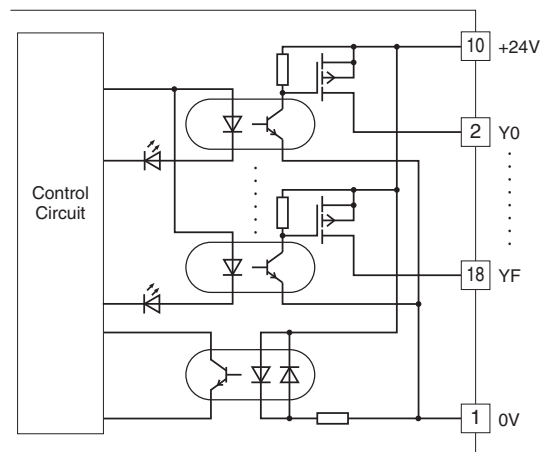 10 +24V
2 Y0
Control
Circuit
18 YF
1 0V